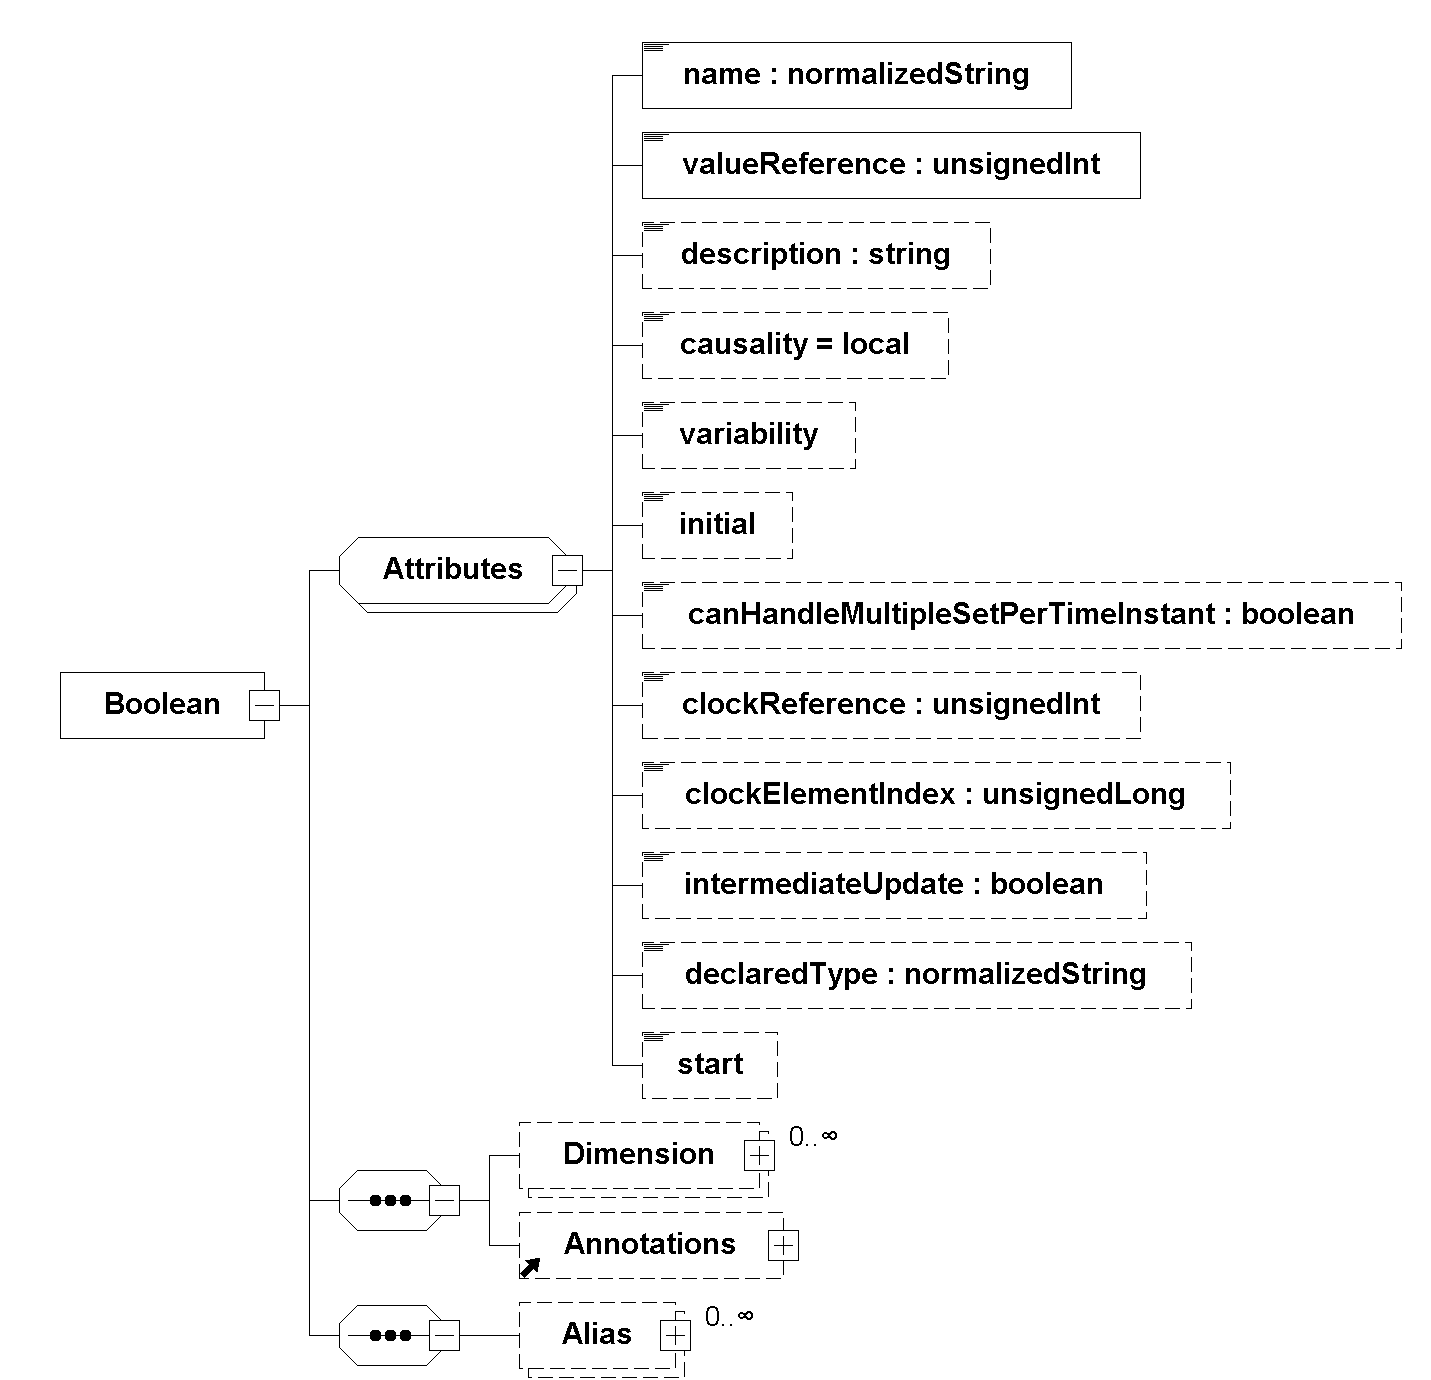 name : normalizedString
valueReference : unsignedInt
description : string
causality = local
variability
initial
Attributes
canHandleMultipleSetPerTimeInstant : boolean
Boolean
clockReference : unsignedInt
clockElementIndex : unsignedLong
intermediateUpdate : boolean
declaredType : normalizedString
start
Dimension
0..∞
Annotations
Alias
0..∞